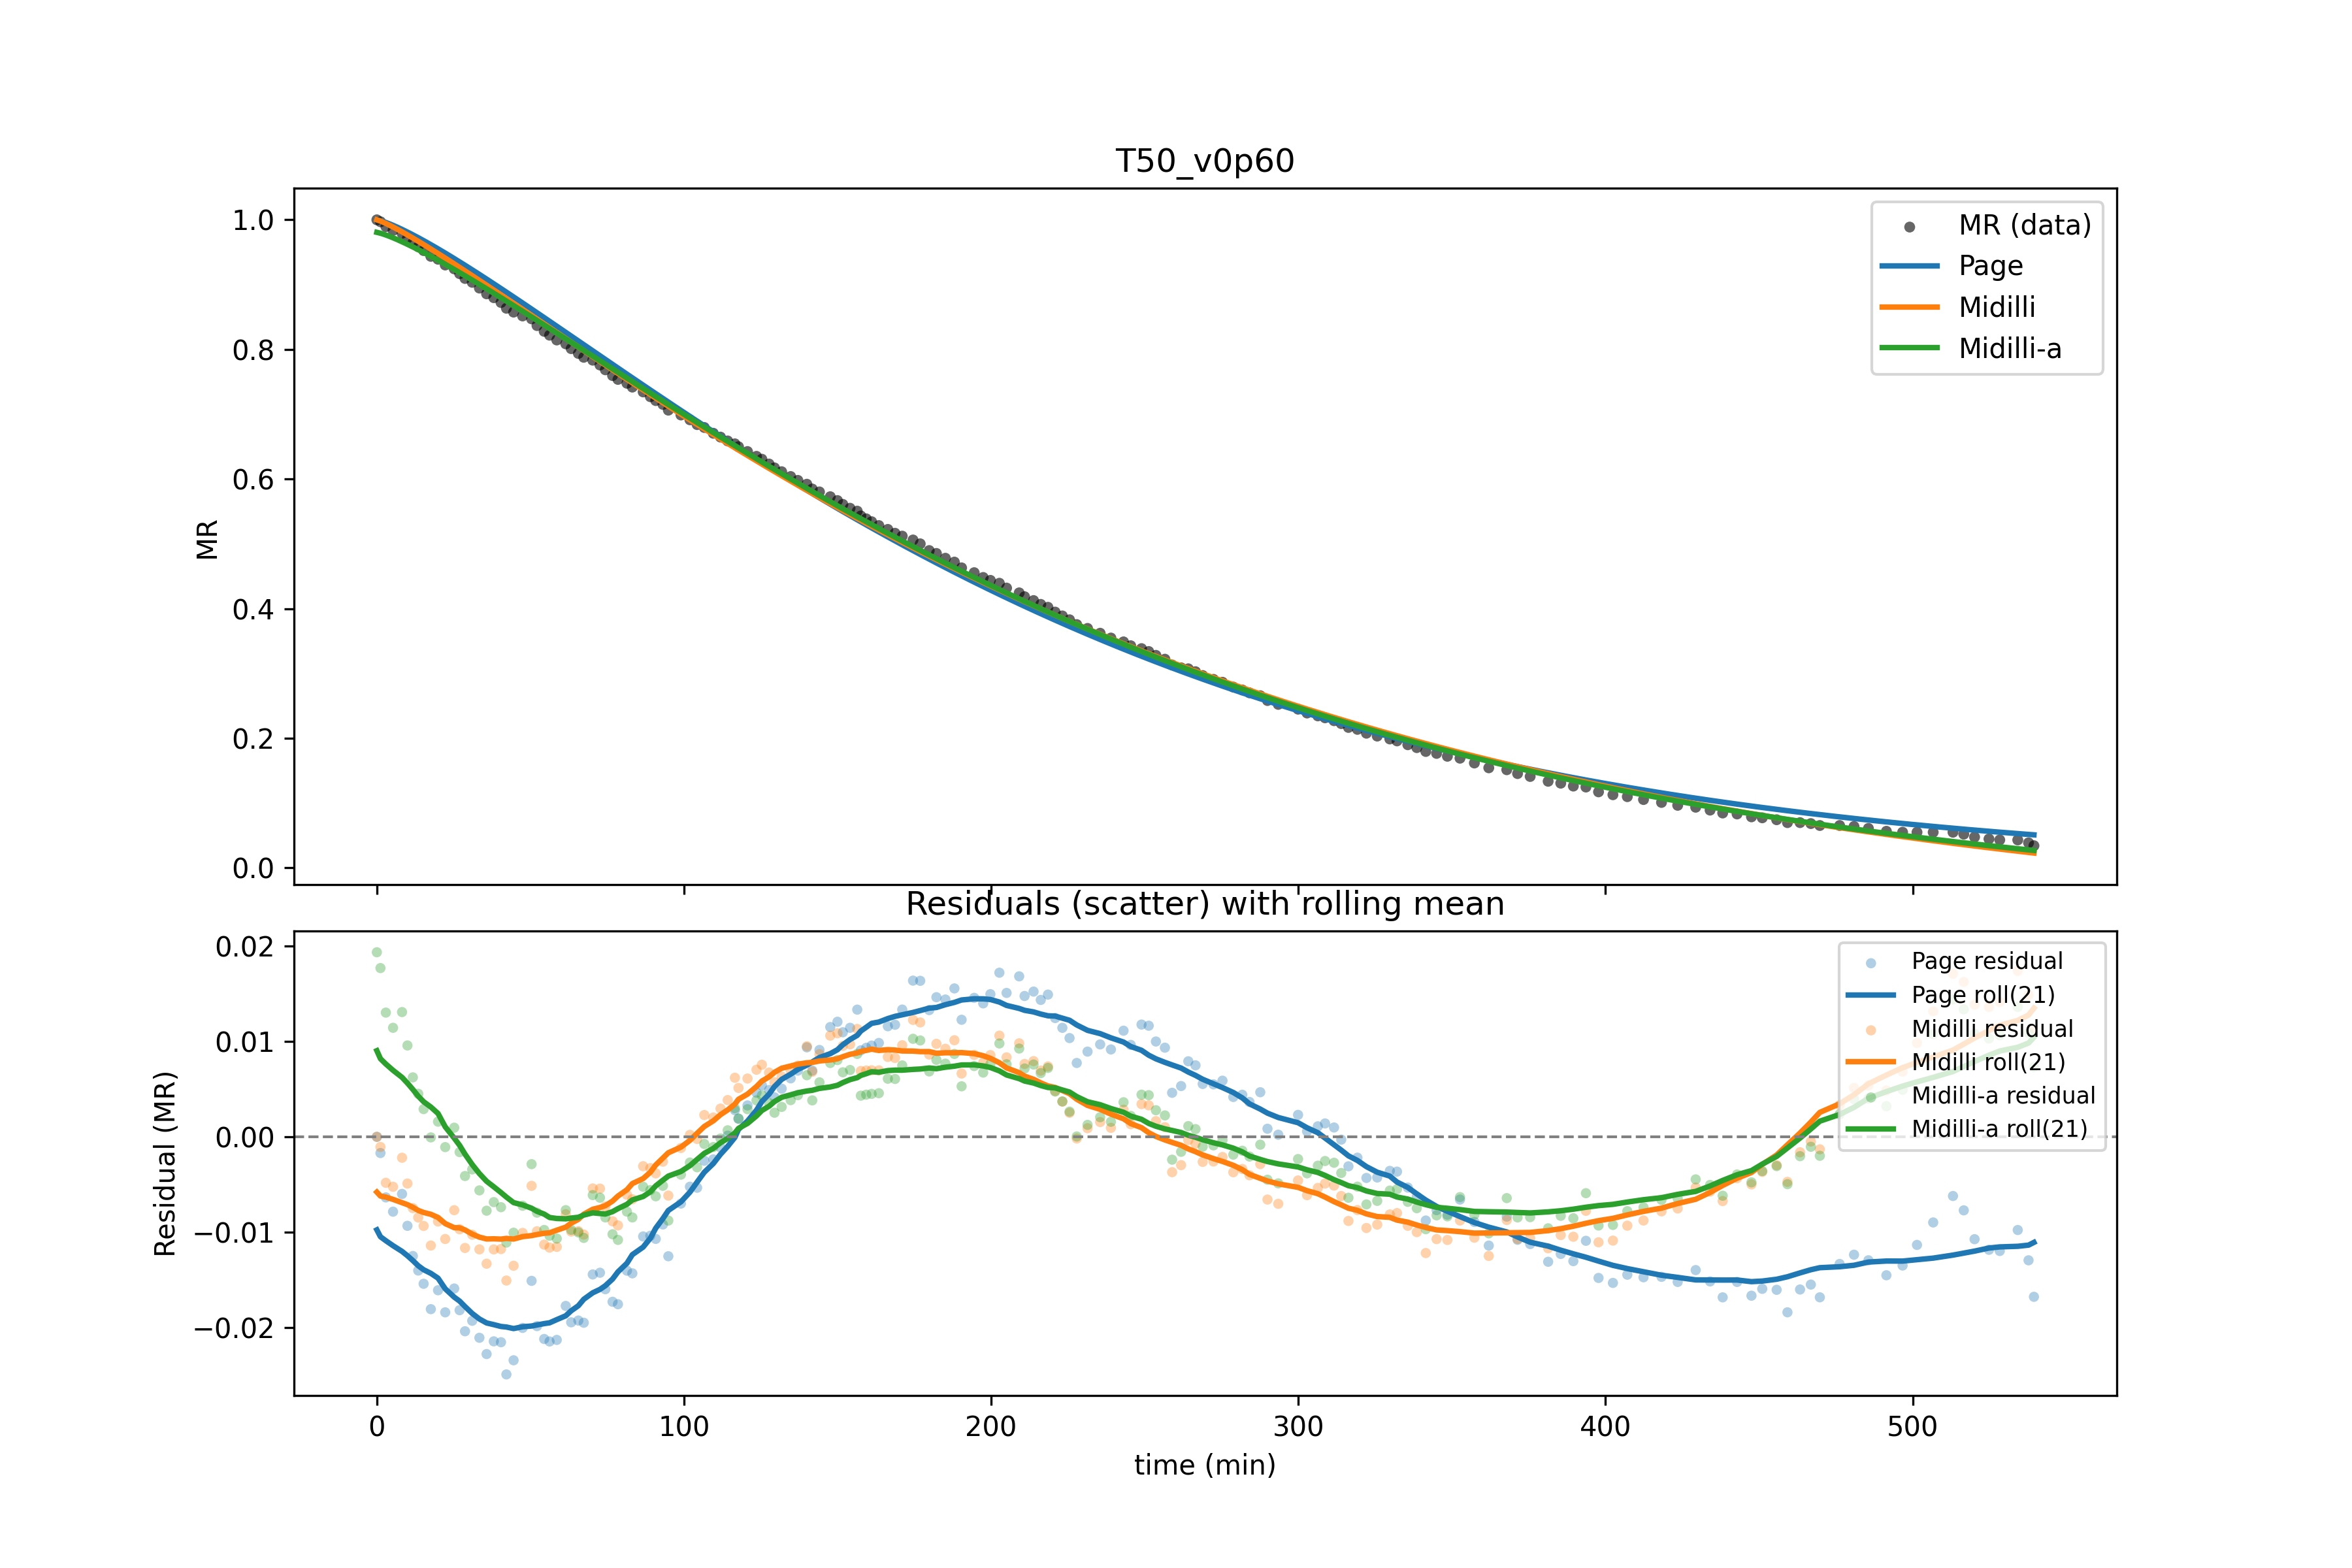 T50_v0p60
1.0
0.8
0.6
0.4
0.2
0.0
MR
MR (data)
Page
Midilli
Midilli-a
Residuals (scatter) with rolling mean
0.02
0.01
0.00
−0.01
−0.02
Residual (MR)
Page residual
Page roll(21)
Midilli residual
Midilli roll(21)
Midilli-a residual
Midilli-a roll(21)
0 100 200 300 400 500
time (min)